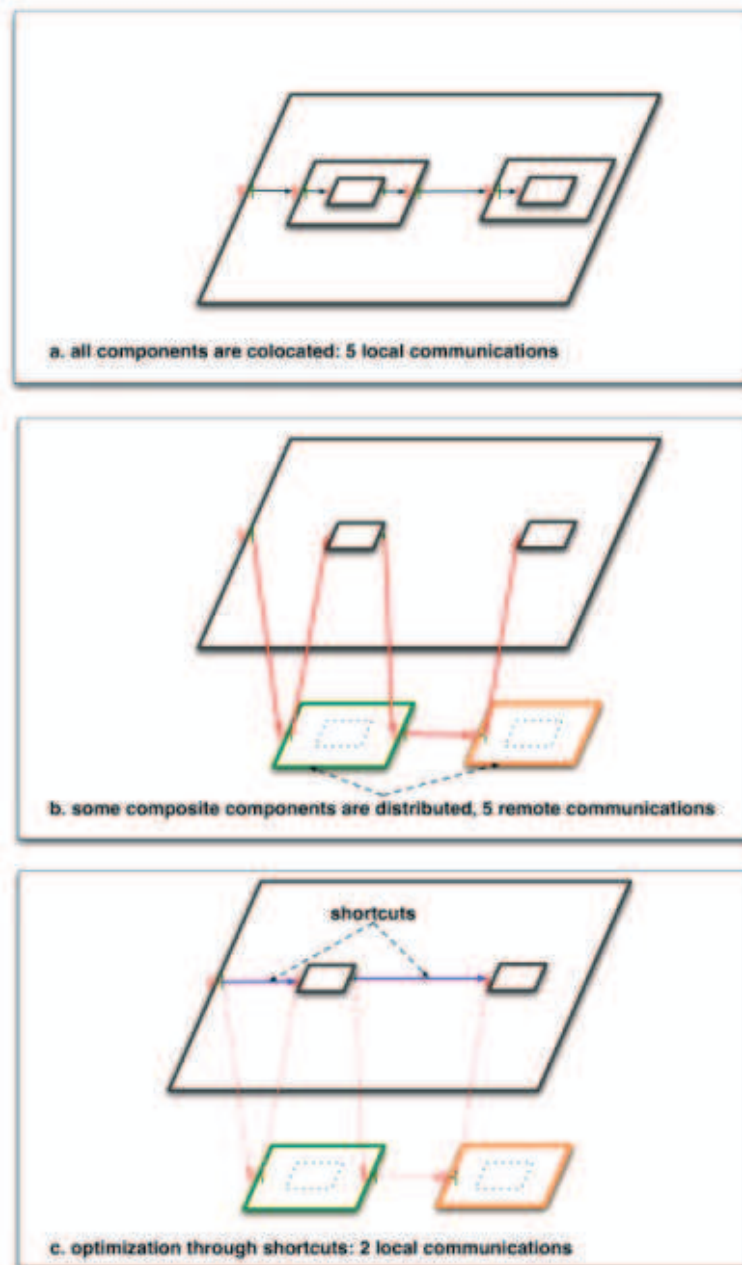 a. all components are colocated: 5 local communications
b. some composite components are distributed, 5 remote communications
shortcuts
c. optimization through shortcuts: 2 local communications